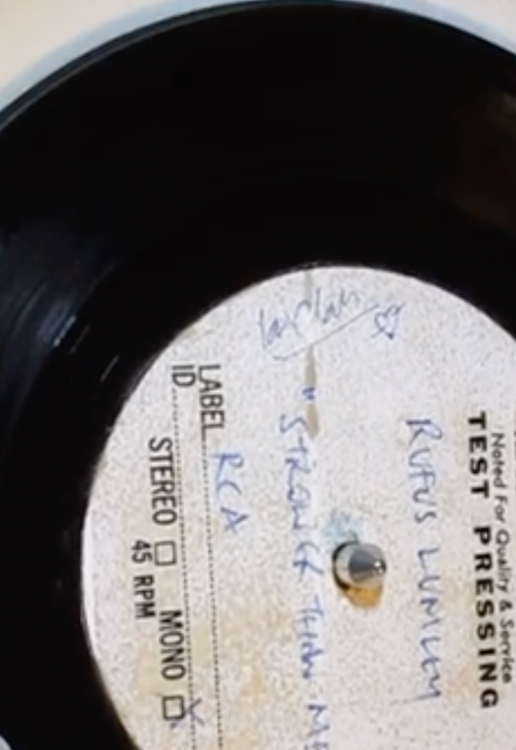 Noted For Quality & Service
TEST PRESSING
RUFUS LUMLEY
"STRONGER THAN ME
LABEL RCA
ID
STEREO MONO X
45 RPM